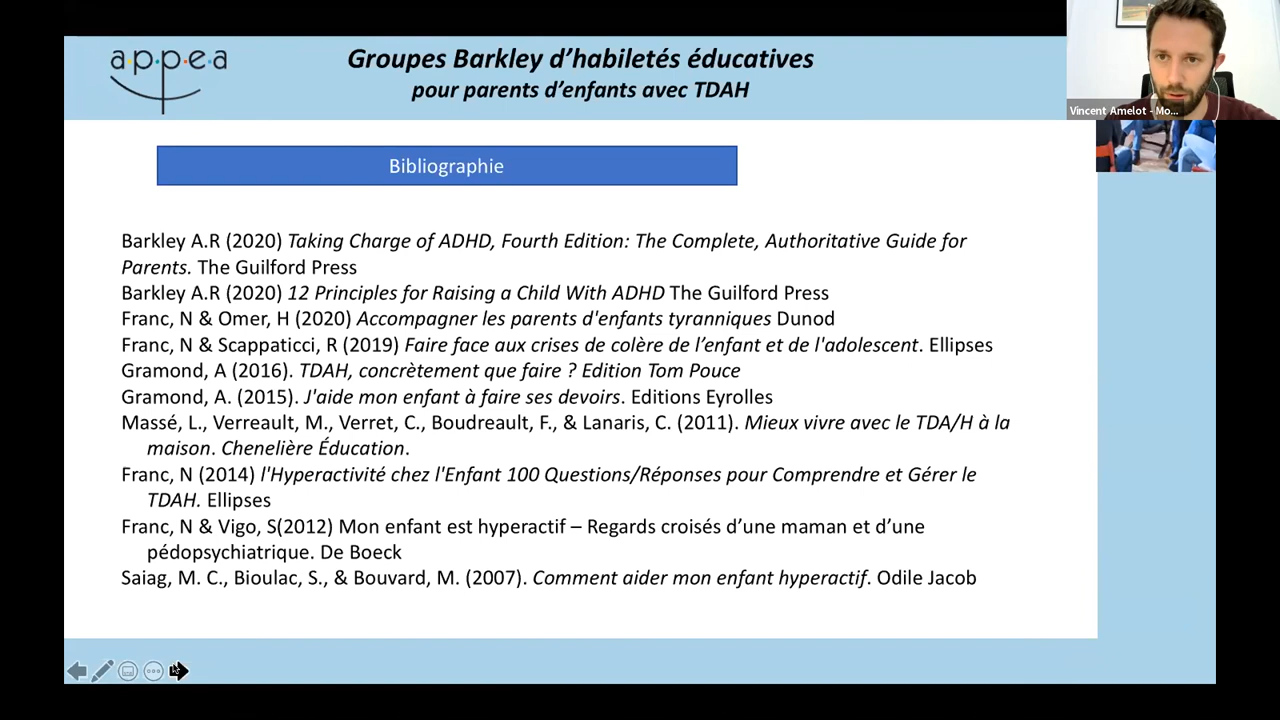 appea
Groupes Barkley d’habiletés éducatives
pour parents d’enfants avec TDAH
Vincent Amelot - Mo...
Bibliographie
Barkley A.R (2020) Taking Charge of ADHD, Fourth Edition: The Complete, Authoritative Guide for
Parents. The Guilford Press
Barkley A.R (2020) 12 Principles for Raising a Child With ADHD The Guilford Press
Franc, N & Omer, H (2020) Accompagner les parents d'enfants tyranniques Dunod
Franc, N & Scappaticci, R (2019) Faire face aux crises de colère de l’enfant et de l'adolescent. Ellipses
Gramond, A (2016). TDAH, concrètement que faire ? Edition Tom Pouce
Gramond, A. (2015). J'aide mon enfant à faire ses devoirs. Editions Eyrolles
Massé, L., Verreault, M., Verret, C., Boudreault, F., & Lanaris, C. (2011). Mieux vivre avec le TDA/H à la
maison. Chenelière Éducation.
Franc, N (2014) l'Hyperactivité chez l'Enfant 100 Questions/Réponses pour Comprendre et Gérer le
TDAH. Ellipses
Franc, N & Vigo, S(2012) Mon enfant est hyperactif – Regards croisés d’une maman et d’une
pédopsychiatrique. De Boeck
Saiag, M. C., Bioulac, S., & Bouvard, M. (2007). Comment aider mon enfant hyperactif. Odile Jacob